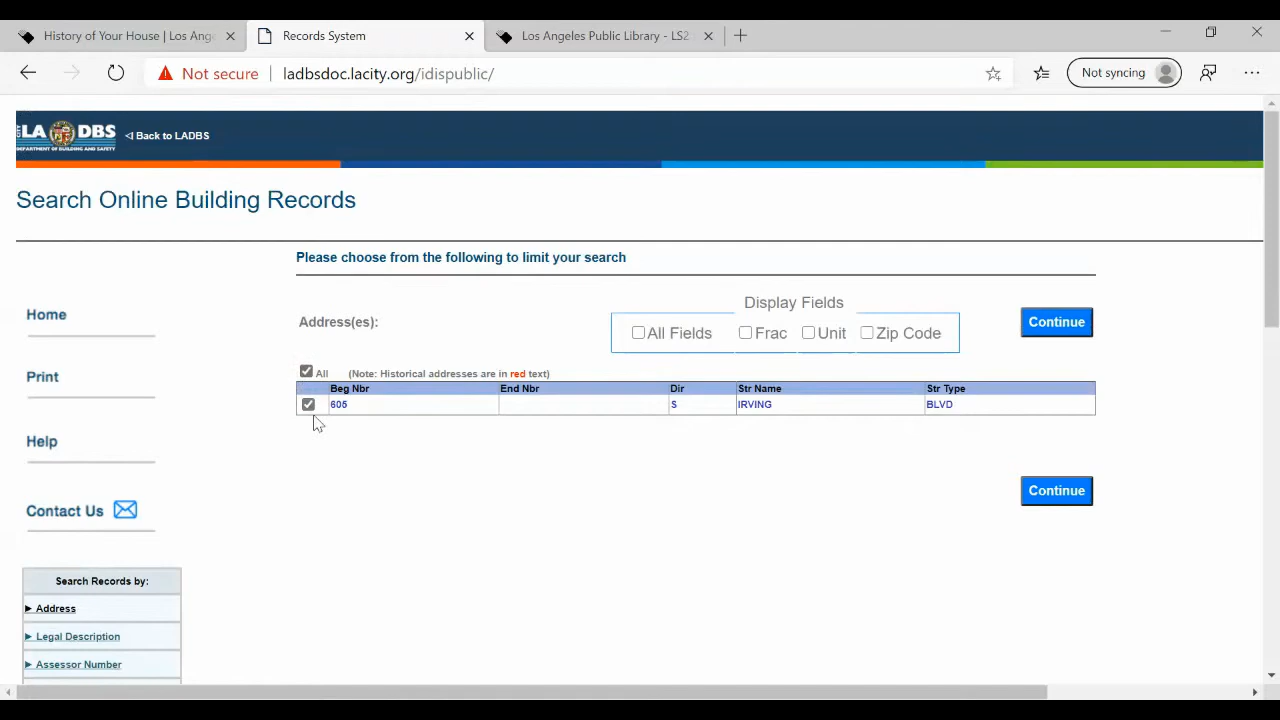 History of Your House | Los Ange
Records System
Los Angeles Public Library - LS2
Not secure
ladbsdoc.lacity.org/idispublic/
Not syncing
LA DBS
DEPARTMENT OF BUILDING AND SAFETY
Back to LADBS
Search Online Building Records
Please choose from the following to limit your search
Display Fields
Address(es):
All Fields Frac Unit Zip Code
Continue
All (Note: Historical addresses are in red text)
Beg Nbr End Nbr Dir Str Name Str Type
605 S IRVING BLVD
Continue
Home
Print
Help
Contact Us
Search Records by:
Address
Legal Description
Assessor Number